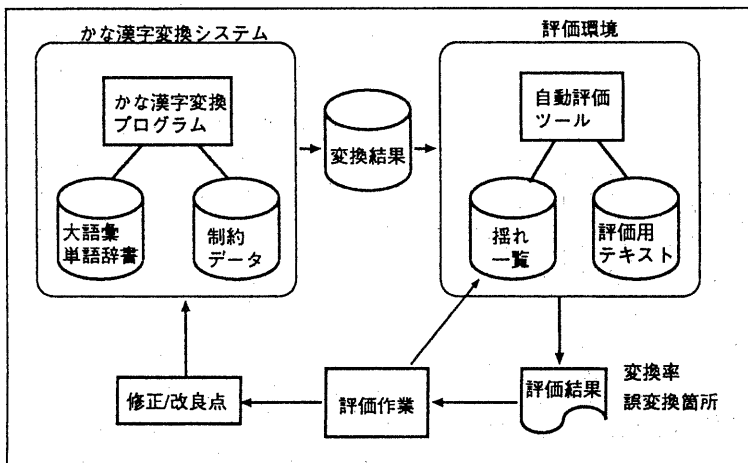 かな漢字変換システム
評価環境
かな漢字変換
プログラム
変換結果
自動評価
ツール
大語彙
単語辞書
制約
データ
揺れ
一覧
評価用
テキスト
修正/改良点
評価作業
評価結果
変換率
誤変換箇所